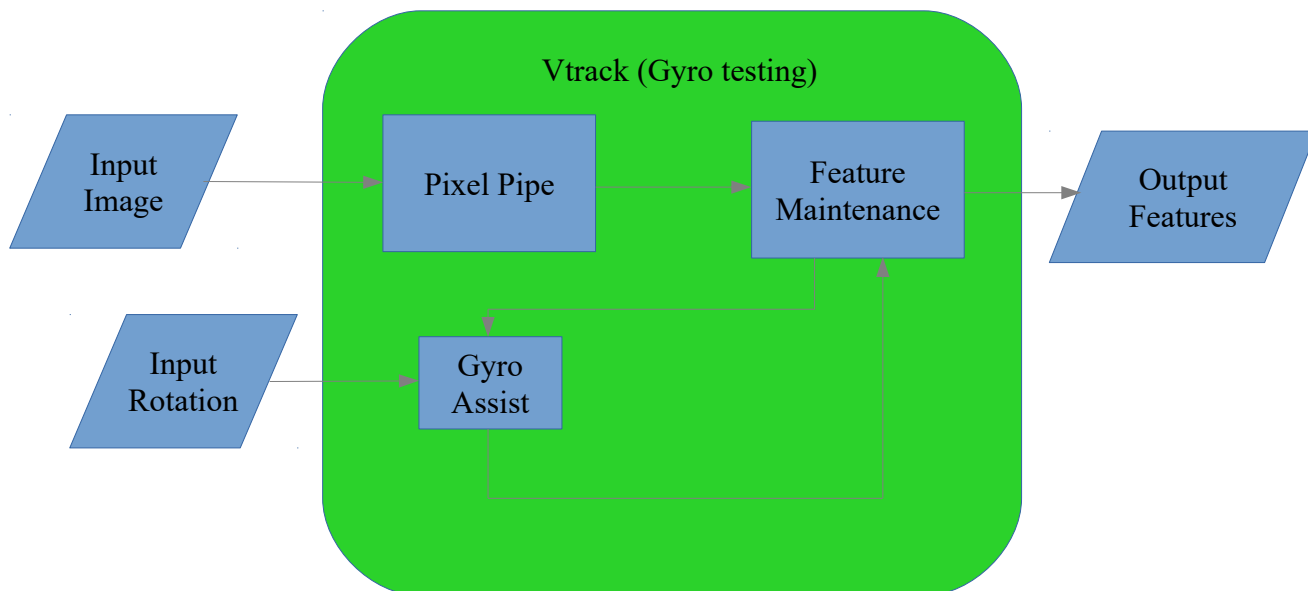 Vtrack (Gyro testing)
Input
Image
Pixel Pipe
Feature
Maintenance
Output
Features
Input
Rotation
Gyro
Assist